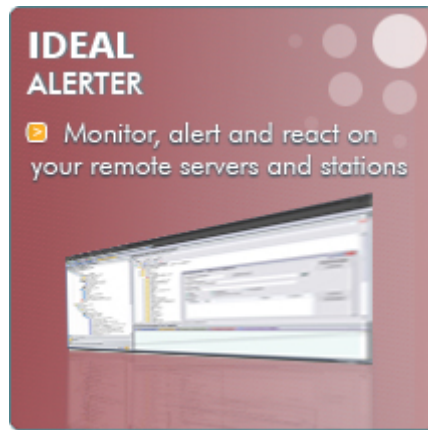 IDEAL
ALERTER
Monitor, alert and react on
your remote servers and stations